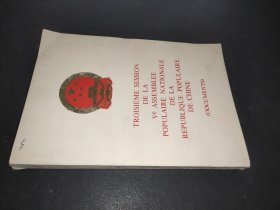 TROISIEME SESSION
DE LA
Ve ASSEMBLEE
POPULAIRE NATIONALE
DE LA
REPUBLIQUE POPULAIRE
DE CHINE
(DOCUMENTS)